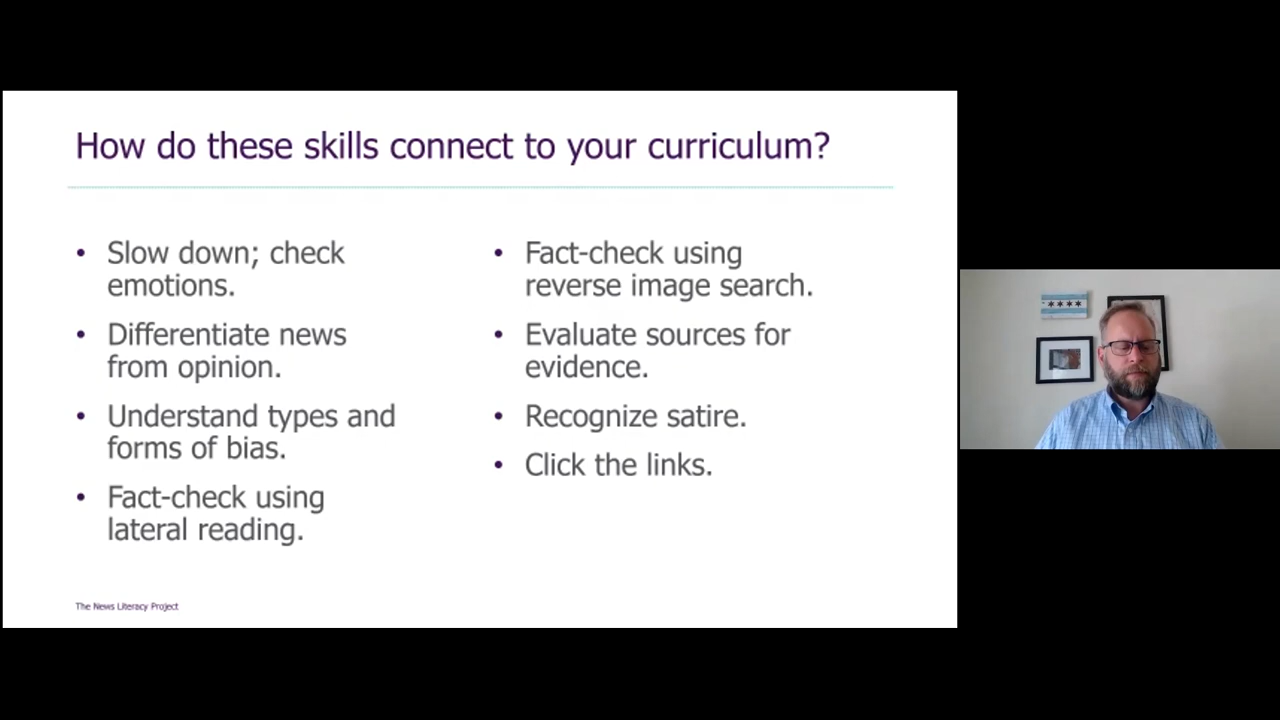 How do these skills connect to your curriculum?
• Slow down; check
emotions.
• Differentiate news
from opinion.
• Understand types and
forms of bias.
• Fact-check using
lateral reading.
• Fact-check using
reverse image search.
• Evaluate sources for
evidence.
• Recognize satire.
• Click the links.
The News Literacy Project